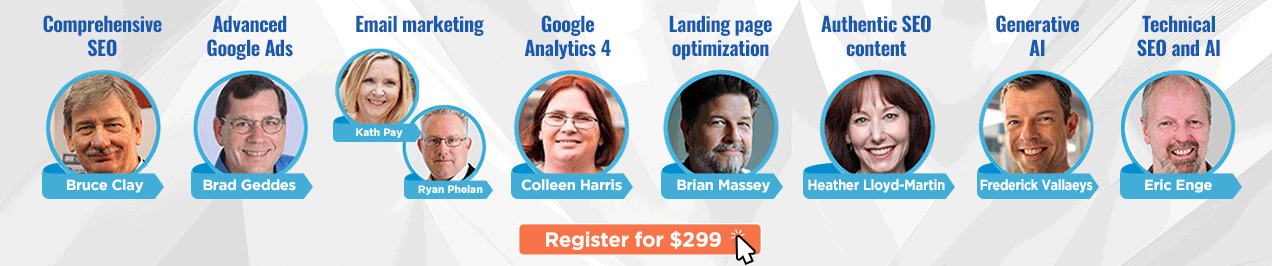 Comprehensive
SEO
Advanced
Google Ads
Email marketing
Google
Analytics 4
Landing page
optimization
Authentic SEO
content
Generative
AI
Technical
SEO and AI
Bruce Clay
Brad Geddes
Kath Pay
Ryan Phelan
Colleen Harris
Brian Massey
Heather Lloyd-Martin
Frederick Vallaeys
Eric Enge
Register for $299